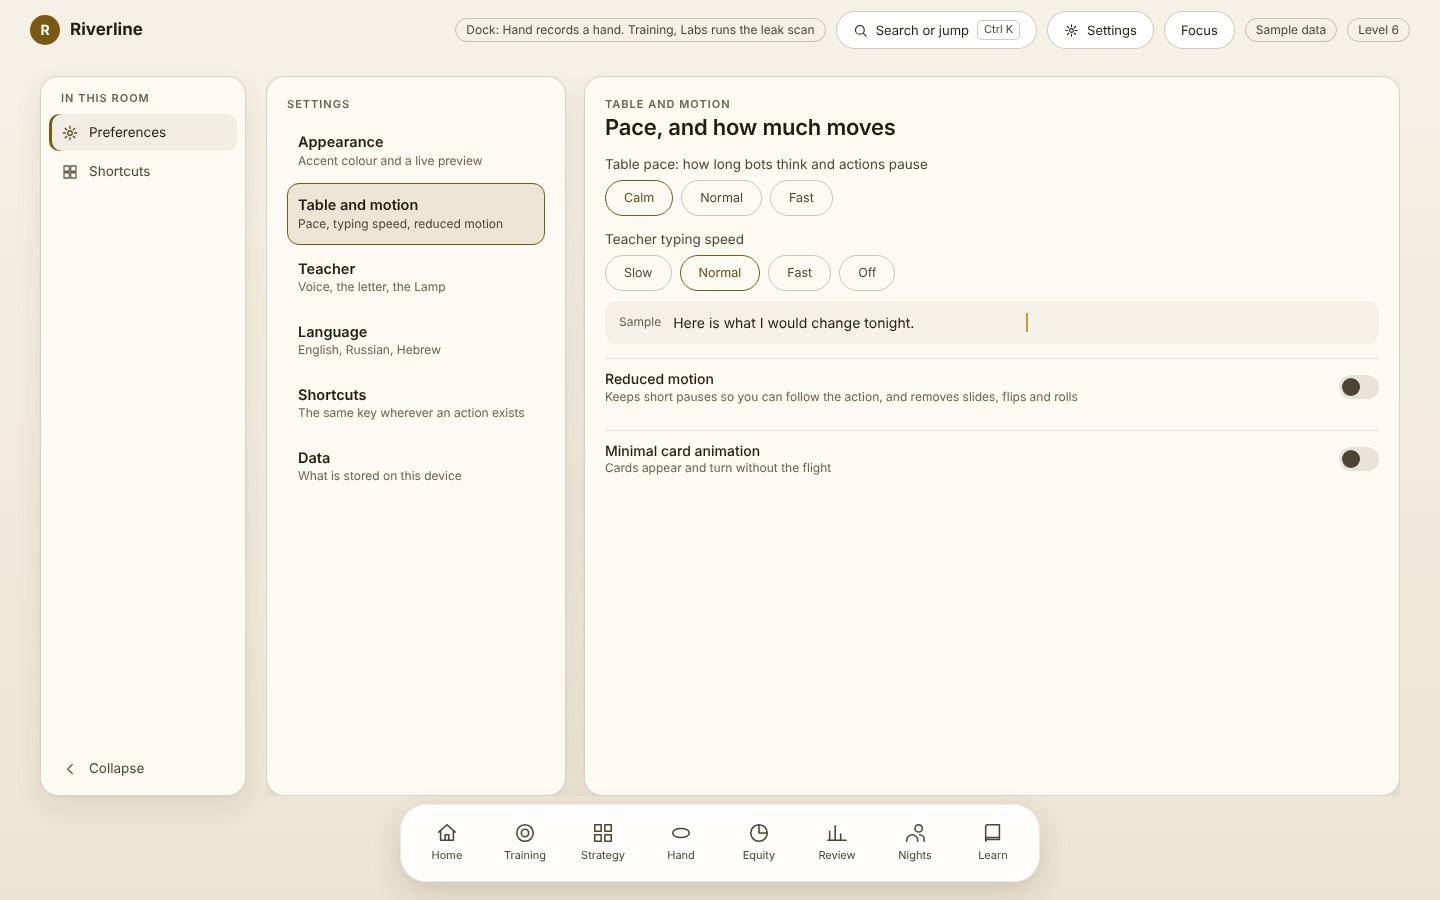 R Riverline
Dock: Hand records a hand. Training, Labs runs the leak scan
Search or jump Ctrl K
Settings
Focus
Sample data
Level 6
IN THIS ROOM
Preferences
Shortcuts
Collapse
SETTINGS
Appearance
Accent colour and a live preview
Table and motion
Pace, typing speed, reduced motion
Teacher
Voice, the letter, the Lamp
Language
English, Russian, Hebrew
Shortcuts
The same key wherever an action exists
Data
What is stored on this device
TABLE AND MOTION
Pace, and how much moves
Table pace: how long bots think and actions pause
Calm Normal Fast
Teacher typing speed
Slow Normal Fast Off
Sample Here is what I would change tonight.
Reduced motion
Keeps short pauses so you can follow the action, and removes slides, flips and rolls
Minimal card animation
Cards appear and turn without the flight
Home Training Strategy Hand Equity Review Nights Learn